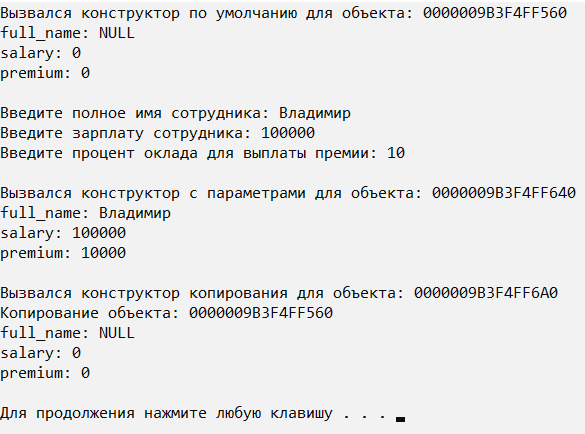 Вызвался конструктор по умолчанию для объекта: 0000009B3F4FF560
full_name: NULL
salary: 0
premium: 0
Введите полное имя сотрудника: Владимир
Введите зарплату сотрудника: 100000
Введите процент оклада для выплаты премии: 10
Вызвался конструктор с параметрами для объекта: 0000009B3F4FF640
full_name: Владимир
salary: 100000
premium: 10000
Вызвался конструктор копирования для объекта: 0000009B3F4FF6A0
Копирование объекта: 0000009B3F4FF560
full_name: NULL
salary: 0
premium: 0
Для продолжения нажмите любую клавишу . . .